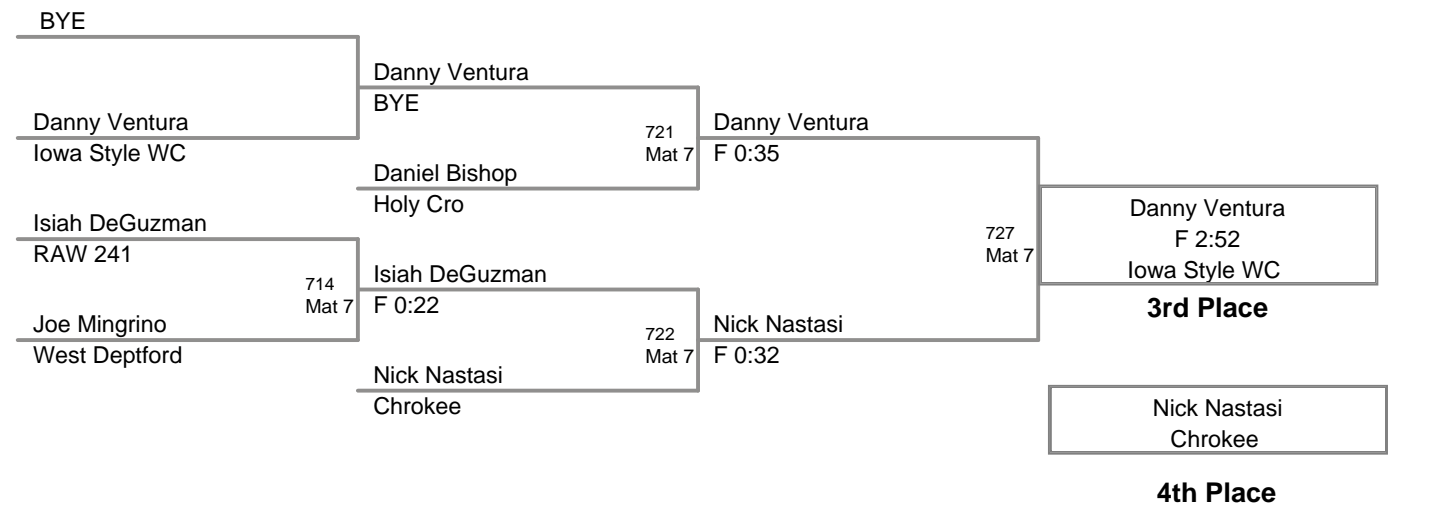 BYE
Danny Ventura
Iowa Style WC
Isiah DeGuzman
RAW 241
714
Mat 7
Joe Mingrino
West Deptford
Danny Ventura
BYE
721
Mat 7
Daniel Bishop
Holy Cro
Isiah DeGuzman
F 0:22
722
Mat 7
Nick Nastasi
Chrokee
Danny Ventura
F 0:35
727
Mat 7
Nick Nastasi
F 0:32
Danny Ventura
F 2:52
Iowa Style WC
3rd Place
Nick Nastasi
Chrokee
4th Place